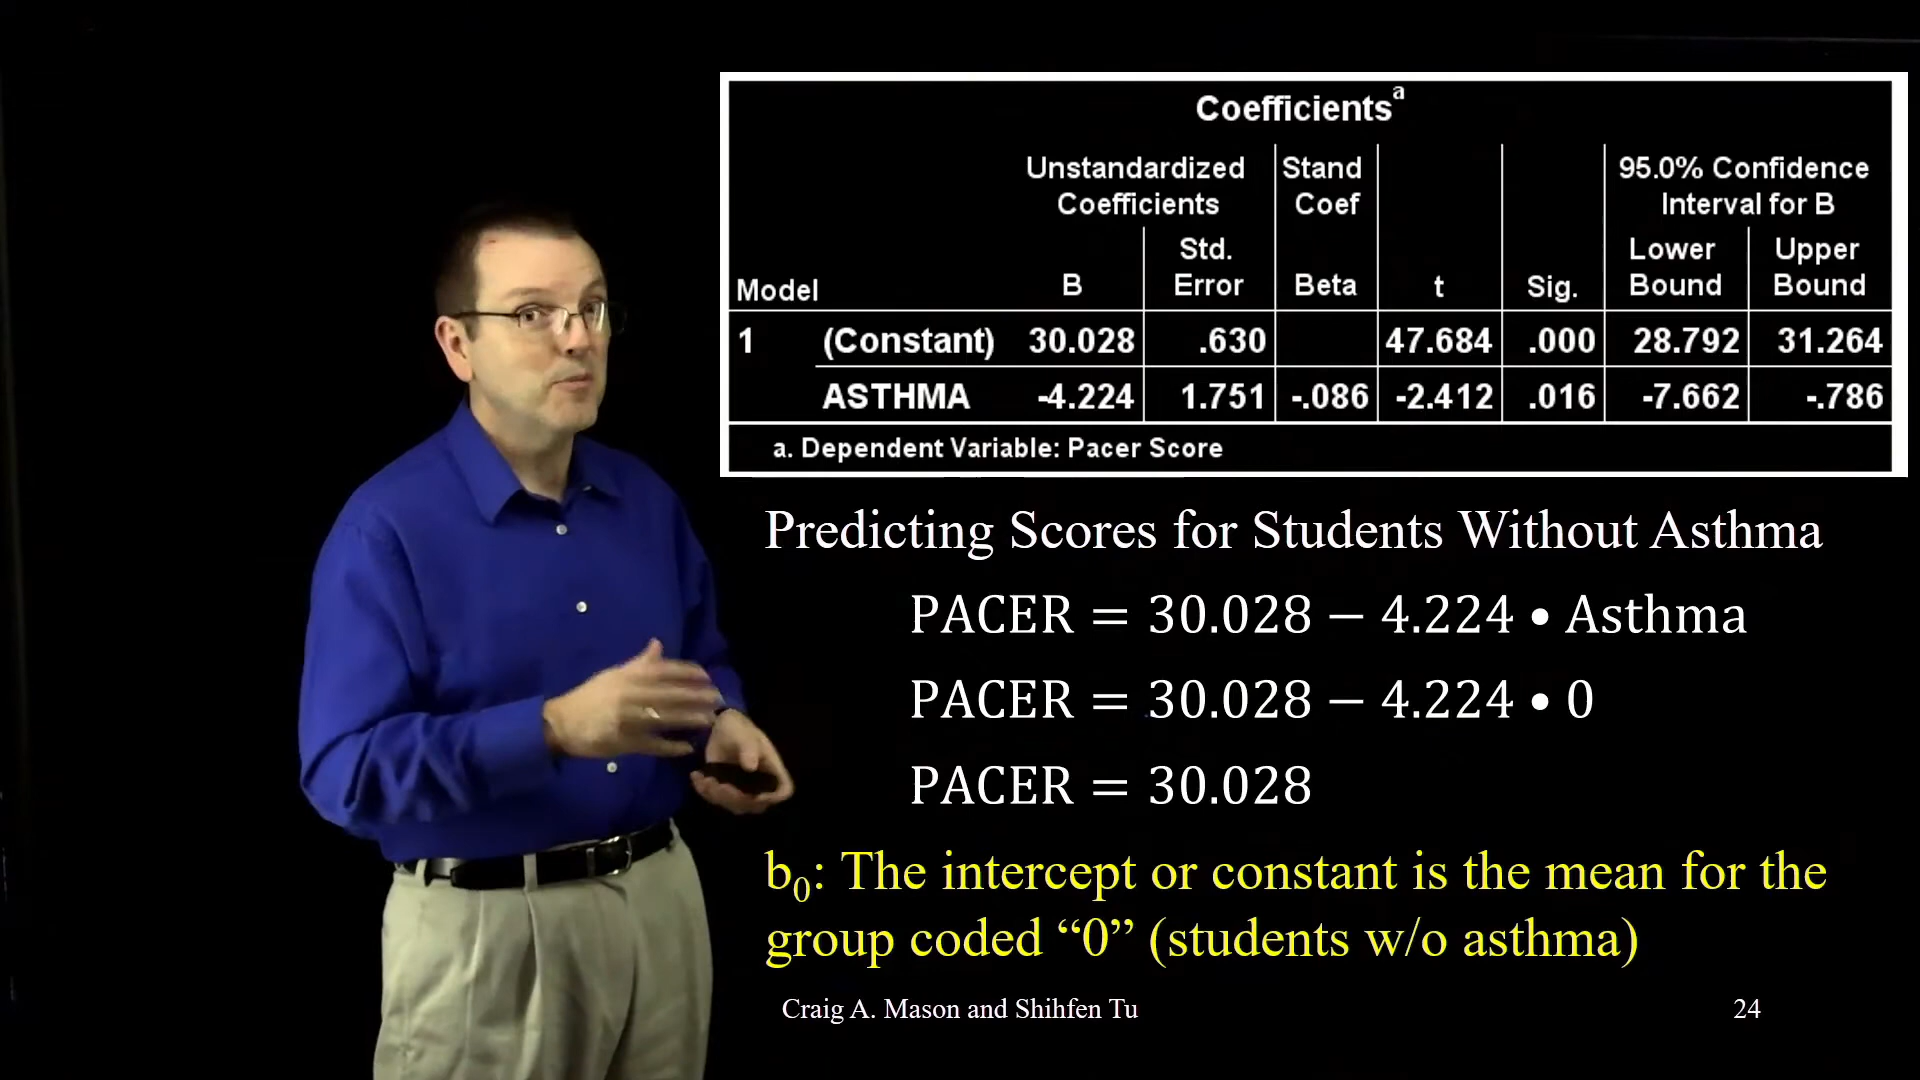 Coefficientsᵃ
Unstandardized Coefficients Stand Coef 95.0% Confidence Interval for B
Model B Std. Error Beta t Sig. Lower Bound Upper Bound
1 (Constant) 30.028 .630 47.684 .000 28.792 31.264
ASTHMA -4.224 1.751 -.086 -2.412 .016 -7.662 -.786
a. Dependent Variable: Pacer Score
Predicting Scores for Students Without Asthma
PACER = 30.028 − 4.224 • Asthma
PACER = 30.028 − 4.224 • 0
PACER = 30.028
b₀: The intercept or constant is the mean for the
group coded “0” (students w/o asthma)
Craig A. Mason and Shihfen Tu 24